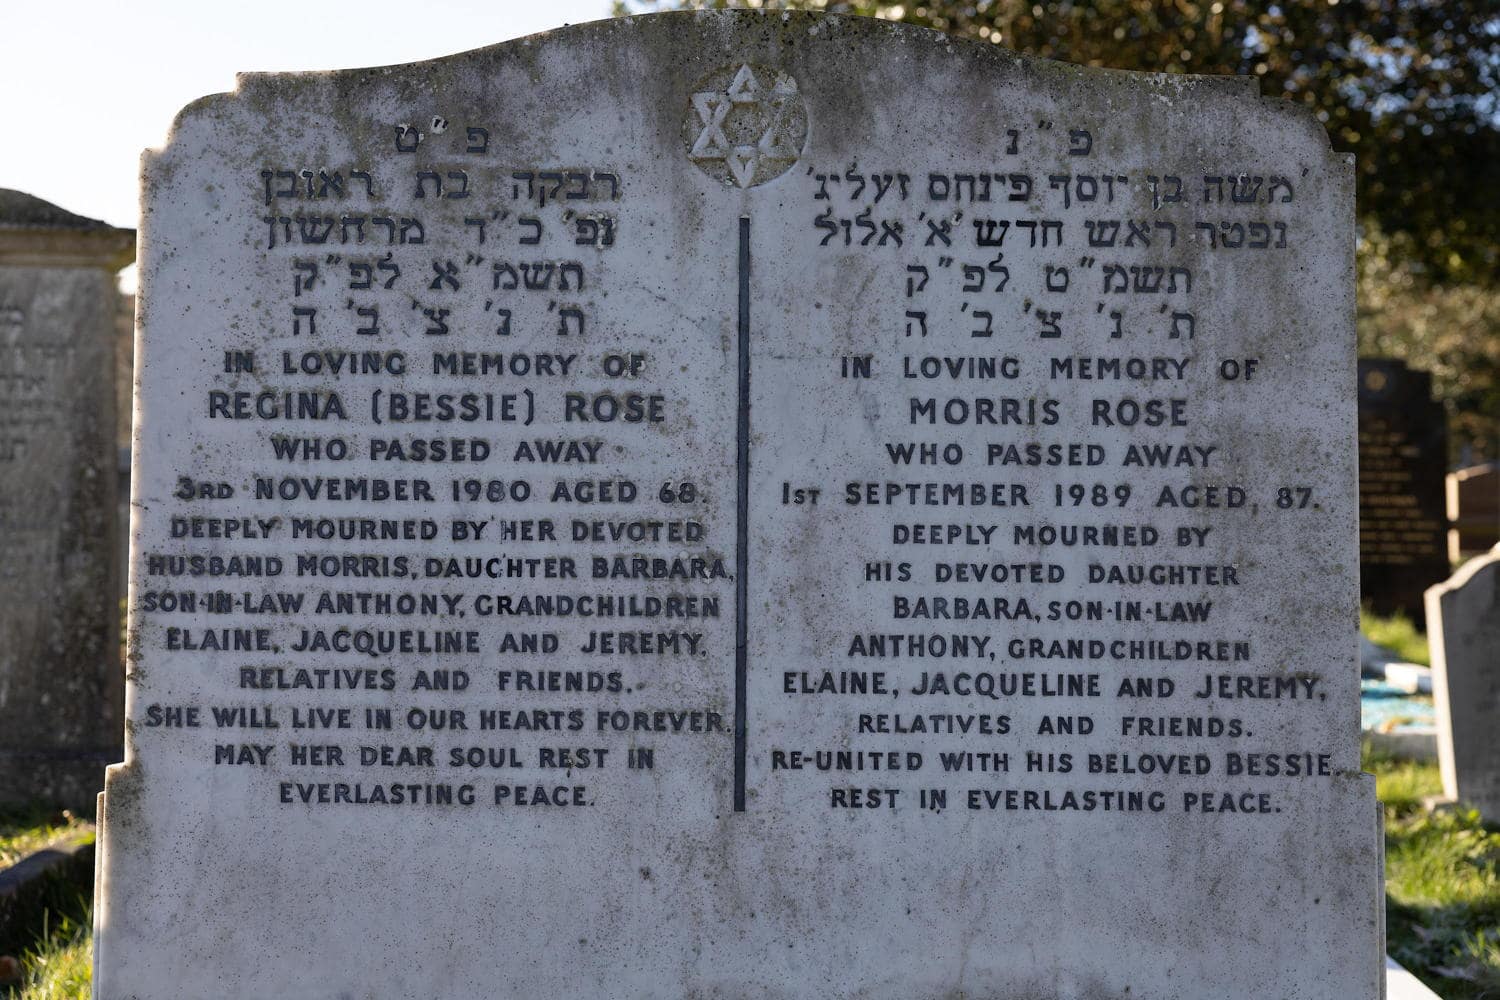 פ״ט
רבקה בת ראובן
נפ׳ כ״ד מרחשון
תשמ״א לפ״ק
ת׳ נ׳ צ׳ ב׳ ה
IN LOVING MEMORY OF
REGINA (BESSIE) ROSE
WHO PASSED AWAY
3RD NOVEMBER 1980 AGED 68.
DEEPLY MOURNED BY HER DEVOTED
HUSBAND MORRIS, DAUGHTER BARBARA,
SON-IN-LAW ANTHONY, GRANDCHILDREN
ELAINE, JACQUELINE AND JEREMY,
RELATIVES AND FRIENDS.
SHE WILL LIVE IN OUR HEARTS FOREVER.
MAY HER DEAR SOUL REST IN
EVERLASTING PEACE.
פ״נ
משה בן יוסף פינחס זעליג׳
נפטר ראש חדש א׳ אלול
תשמ״ט לפ״ק
ת׳ נ׳ צ׳ ב׳ ה
IN LOVING MEMORY OF
MORRIS ROSE
WHO PASSED AWAY
1ST SEPTEMBER 1989 AGED, 87.
DEEPLY MOURNED BY
HIS DEVOTED DAUGHTER
BARBARA, SON-IN-LAW
ANTHONY, GRANDCHILDREN
ELAINE, JACQUELINE AND JEREMY,
RELATIVES AND FRIENDS.
RE-UNITED WITH HIS BELOVED BESSIE.
REST IN EVERLASTING PEACE.